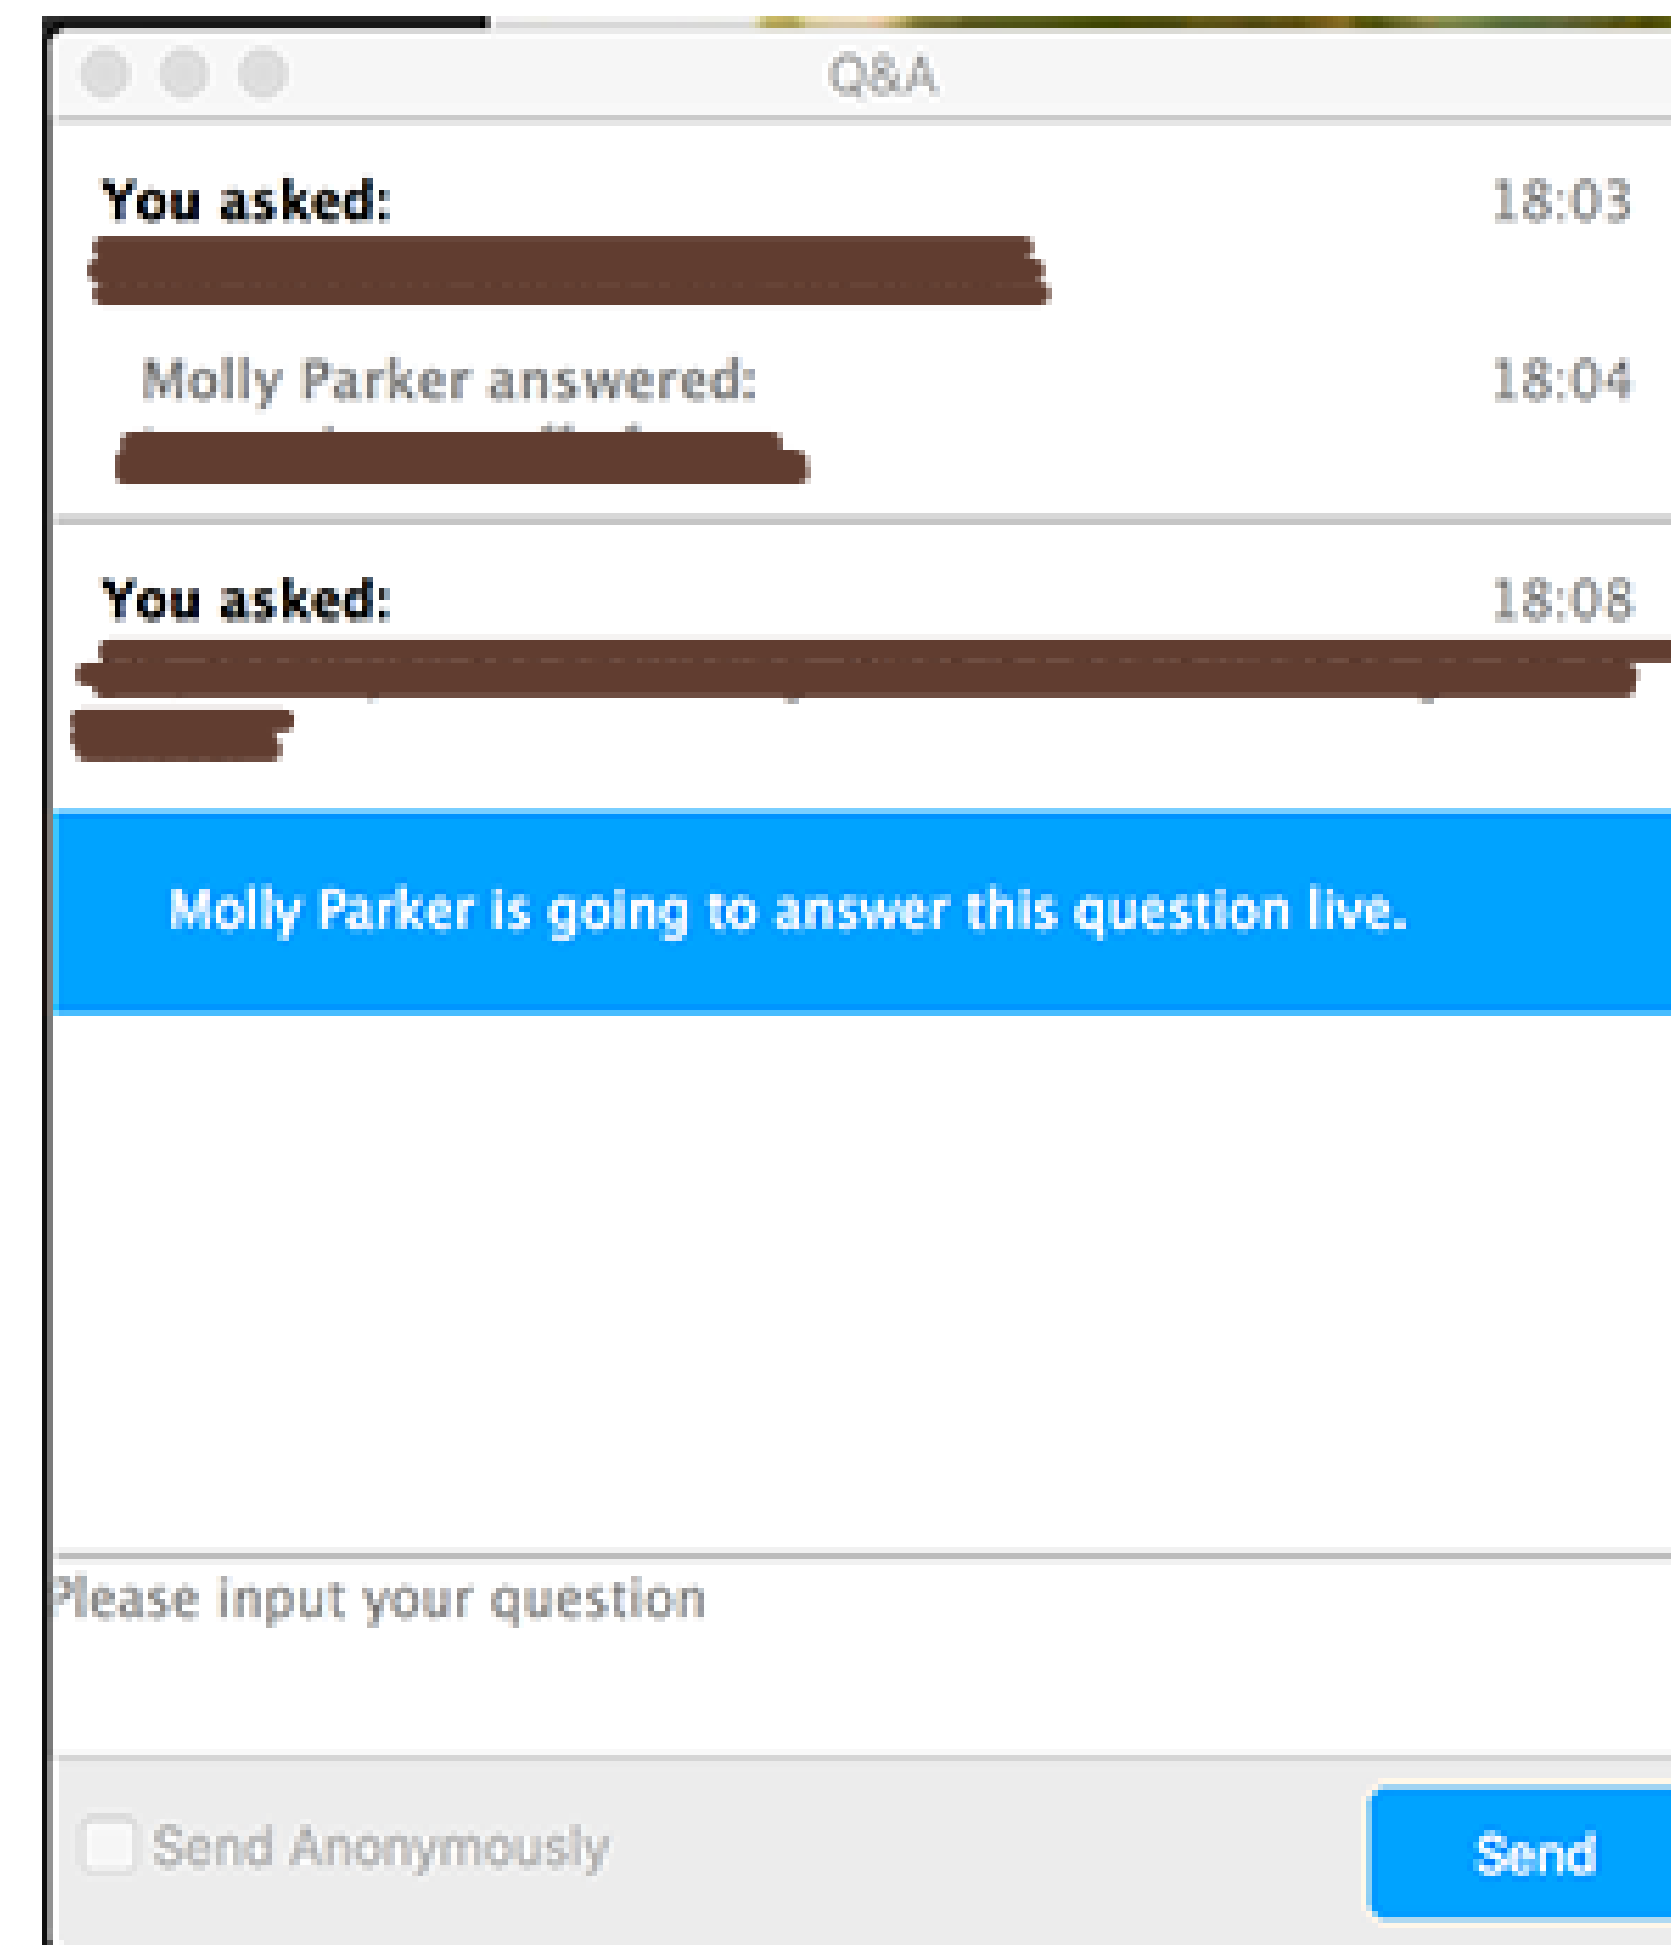 Q&A
You asked: 18:03
Molly Parker answered: 18:04
You asked: 18:08
Molly Parker is going to answer this question live.
Please input your question
Send Anonymously
Send